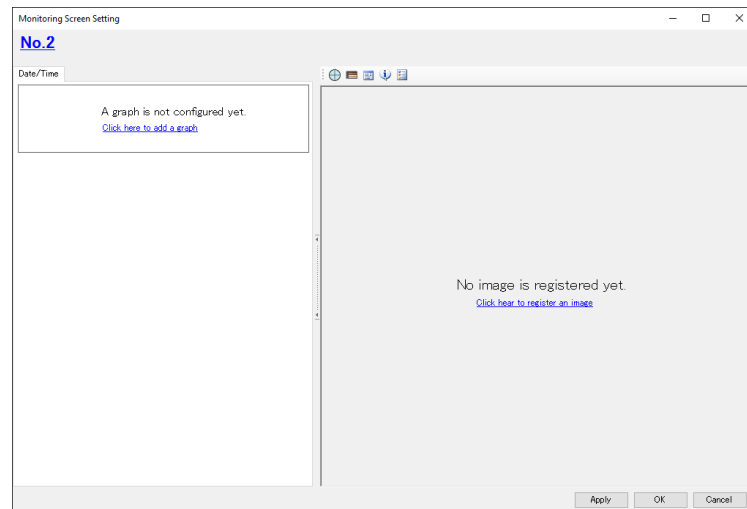 Monitoring Screen Setting
No.2
Date/Time
A graph is not configured yet.
Click here to add a graph
No image is registered yet.
Click hear to register an image
Apply
OK
Cancel